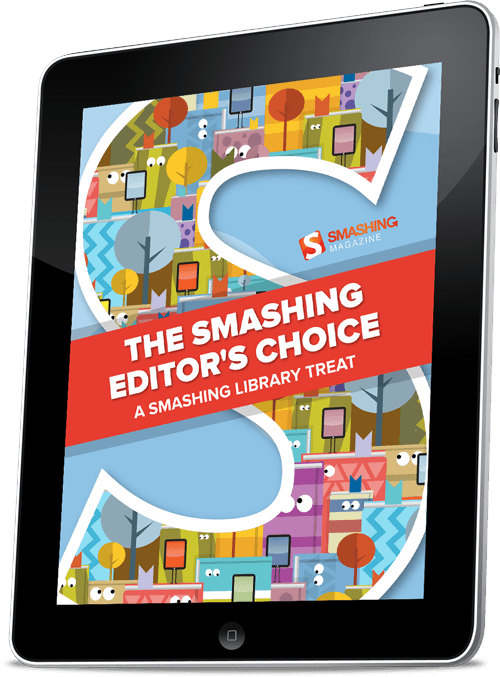 SMASHING
MAGAZINE
THE SMASHING
EDITOR'S CHOICE
A SMASHING LIBRARY TREAT